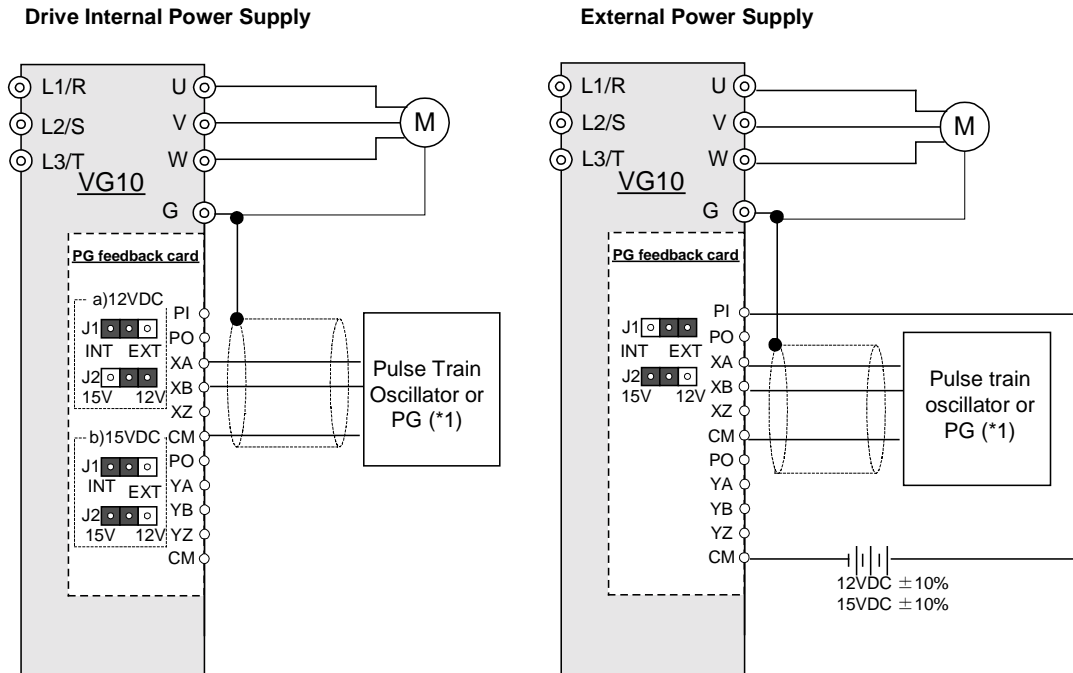 Drive Internal Power Supply
L1/R
L2/S
L3/T
VG10
U
V
W
G
M
PG feedback card
a)12VDC
J1
INT EXT
J2
15V 12V
b)15VDC
J1
INT EXT
J2
15V 12V
PI
PO
XA
XB
XZ
CM
PO
YA
YB
YZ
CM
Pulse Train
Oscillator or
PG (*1)
External Power Supply
L1/R
L2/S
L3/T
VG10
U
V
W
G
M
PG feedback card
J1
INT EXT
J2
15V 12V
PI
PO
XA
XB
XZ
CM
PO
YA
YB
YZ
CM
Pulse train
oscillator or
PG (*1)
12VDC ±10%
15VDC ±10%